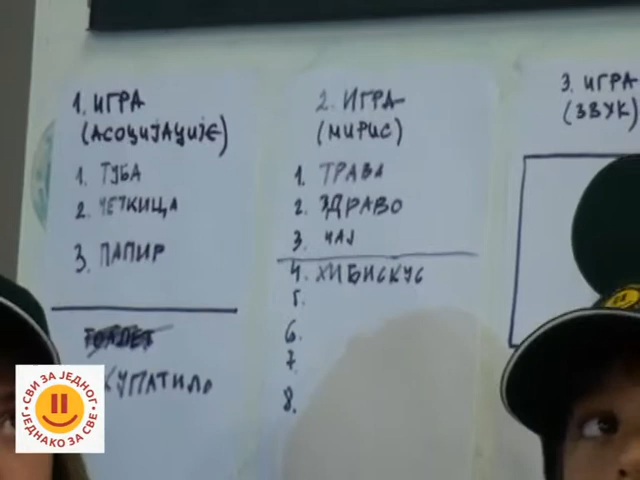 1. ИГРА
(АСОЦИЈАЦИЈЕ)
1. ТУБА
2. ЧЕТКИЦА
3. ПАПИР
КУПАТИЛО
2. ИГРА
(МИРИС)
1. ТРАВА
2. ЗДРАВО
3. ЧАЈ
4. ХИБИСКУС
5.
6.
7.
8.
3. ИГРА
(ЗВУК)
СВИ ЗА ЈЕДНОГ
ЈЕДНАКО ЗА СВЕ